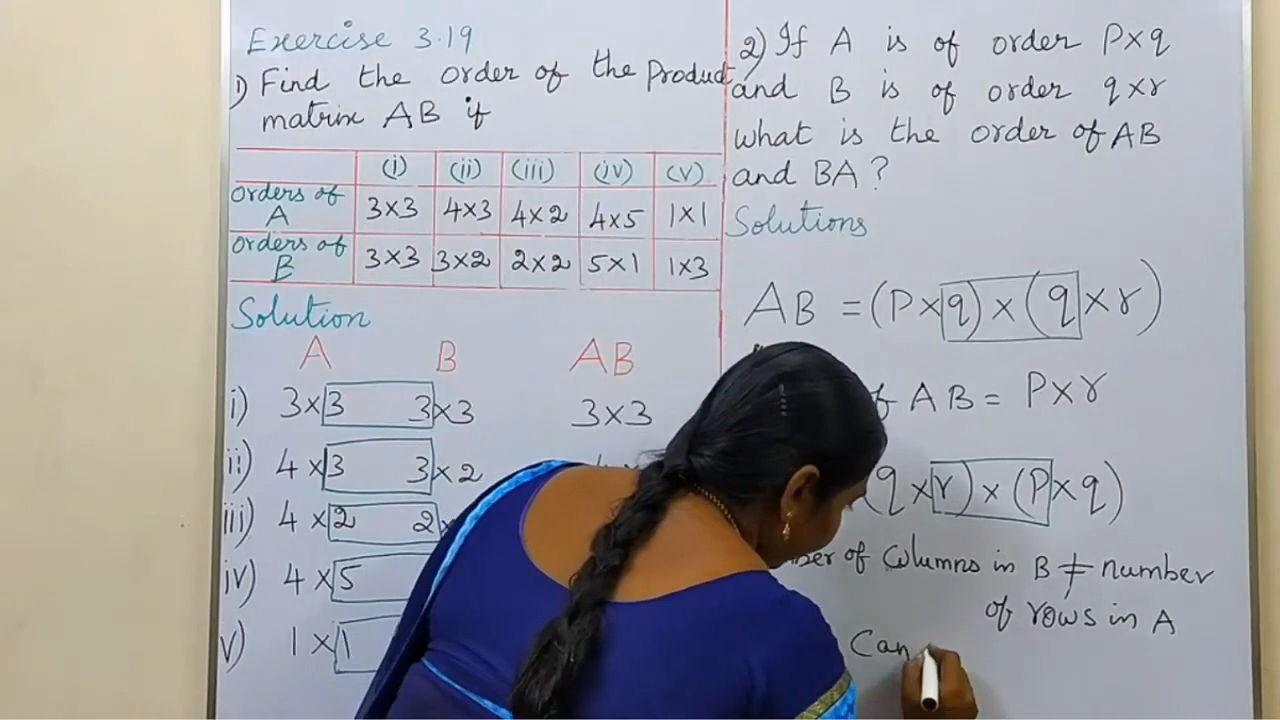 Exercise 3.19
1) Find the order of the Product
matrix AB if
(i) (ii) (iii) (iv) (v)
orders of A 3×3 4×3 4×2 4×5 1×1
orders of B 3×3 3×2 2×2 5×1 1×3
Solution
A B AB
i) 3×3 3×3 3×3
ii) 4×3 3×2
iii) 4×2 2×
iv) 4×5
v) 1×1
2) If A is of order P×q
and B is of order q×r
what is the order of AB
and BA?
Solutions
AB = (P×q)×(q×r)
AB = P×r
(q×r)×(P×q)
of Columns in B ≠ number
of rows in A
Can